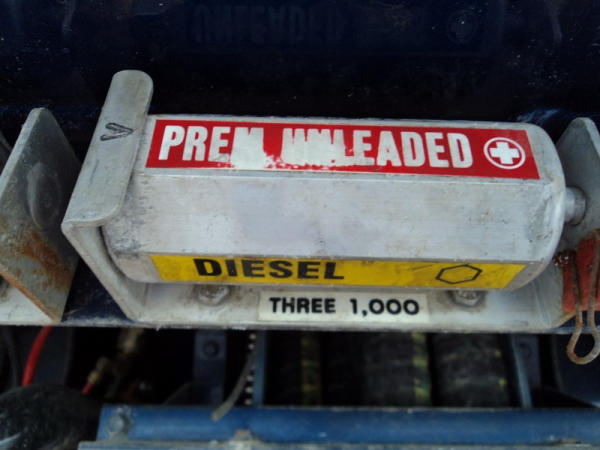 PREM UNLEADED
DIESEL
THREE 1,000